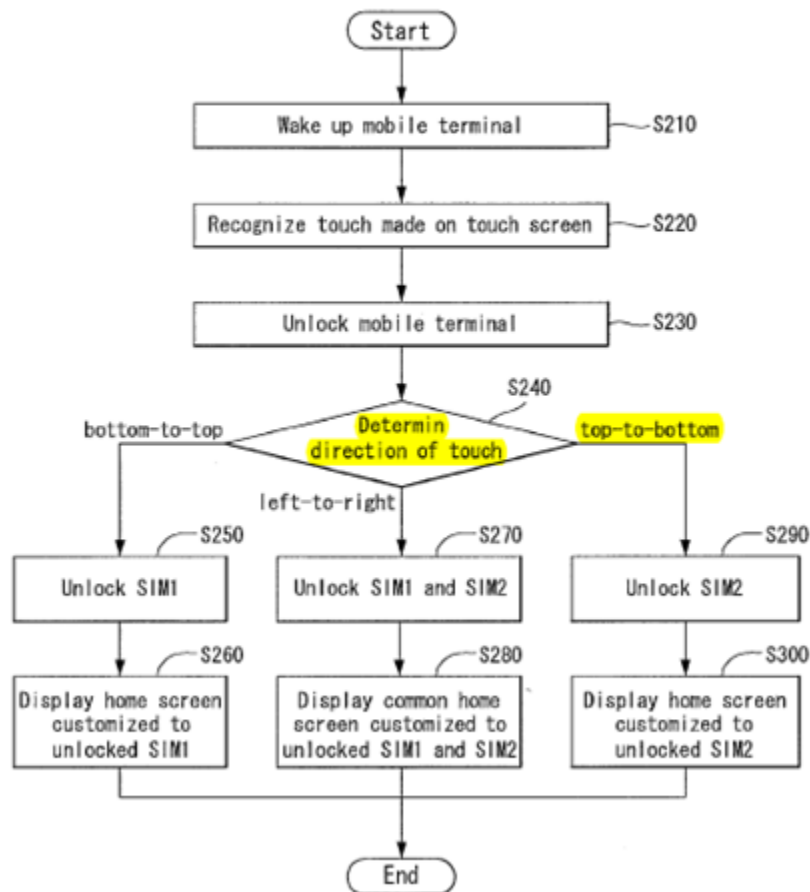 Start
Wake up mobile terminal
S210
Recognize touch made on touch screen
S220
Unlock mobile terminal
S230
S240
Determin
direction of touch
bottom-to-top
top-to-bottom
left-to-right
S250
Unlock SIM1
S270
Unlock SIM1 and SIM2
S290
Unlock SIM2
S260
Display home screen
customized to
unlocked SIM1
S280
Display common home
screen customized to
unlocked SIM1 and SIM2
S300
Display home screen
customized to
unlocked SIM2
End